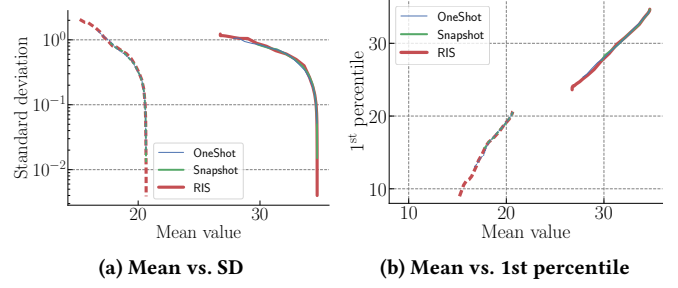 10⁰
10⁻¹
10⁻²
Standard deviation
OneShot
Snapshot
RIS
20
30
Mean value
(a) Mean vs. SD
OneShot
Snapshot
RIS
30
20
10
1ˢᵗ percentile
10
20
30
Mean value
(b) Mean vs. 1st percentile